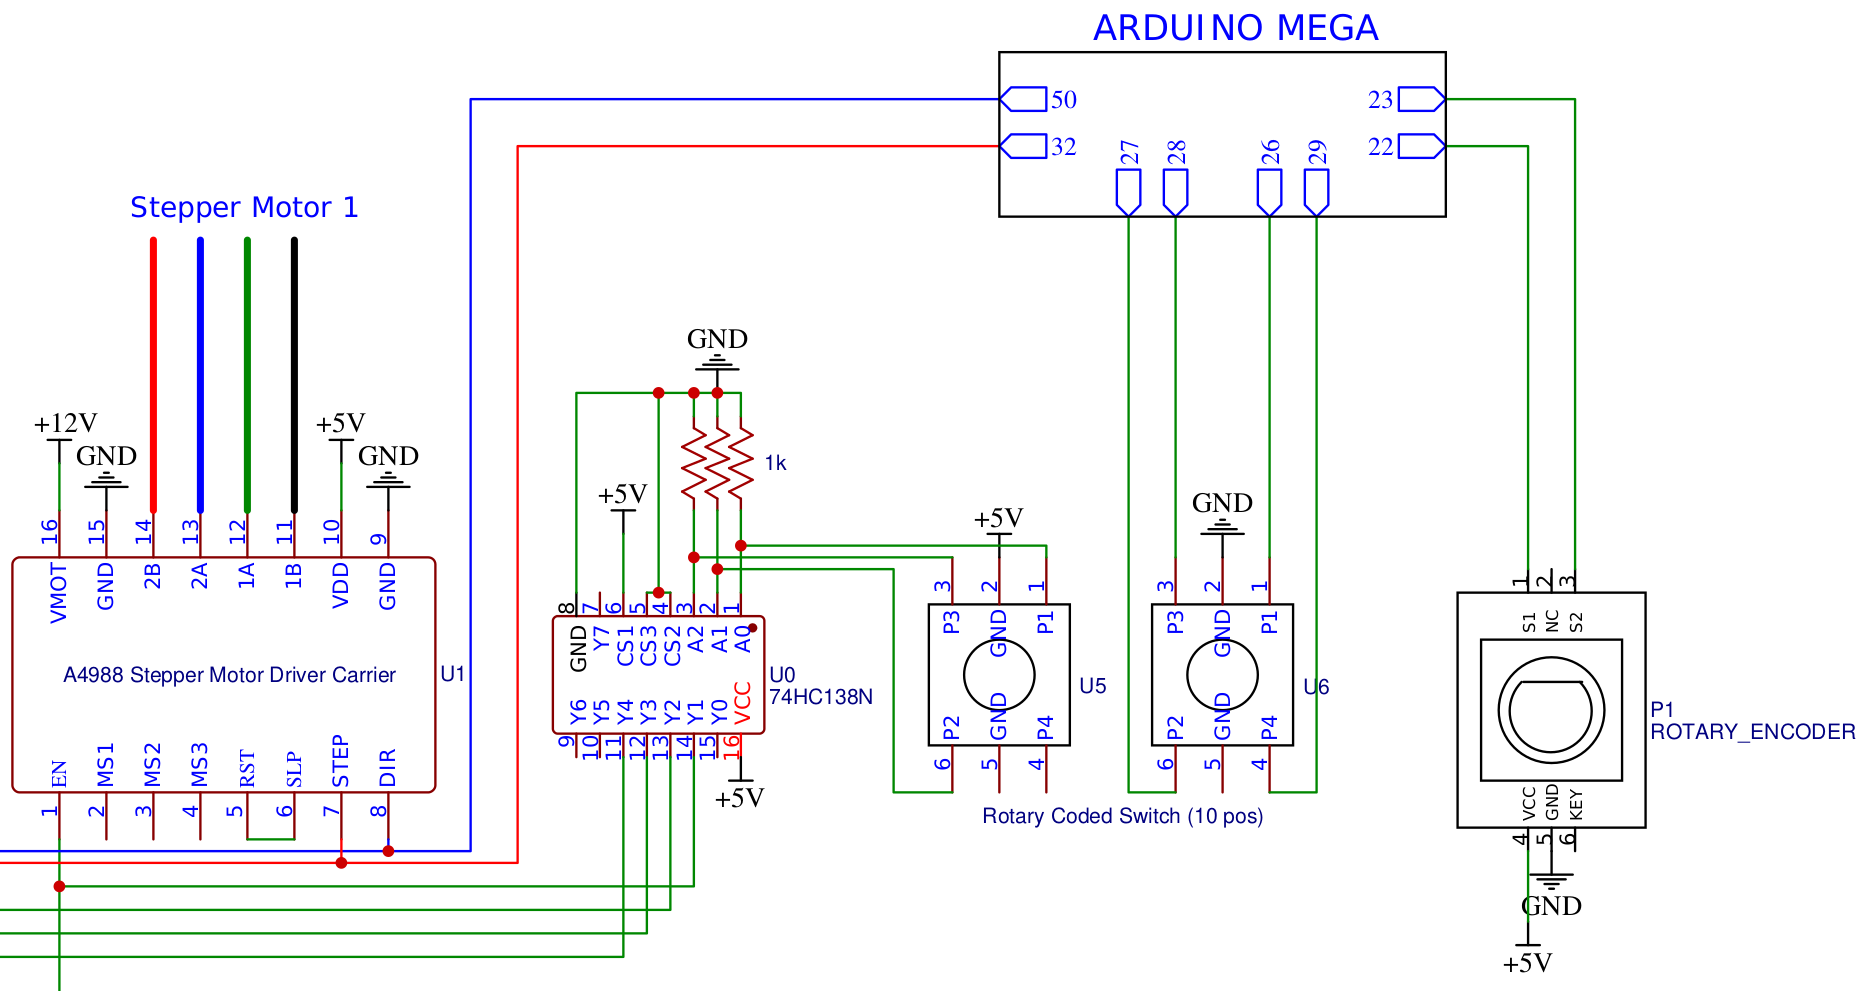 ARDUINO MEGA
50
32
23
22
27
28
26
29
Stepper Motor 1
+12V
GND
+5V
GND
16
15
14
13
12
11
10
9
VMOT
GND
2B
2A
1A
1B
VDD
GND
A4988 Stepper Motor Driver Carrier
U1
EN
MS1
MS2
MS3
RST
SLP
STEP
DIR
1
2
3
4
5
6
7
8
GND
1k
+5V
8
7
6
5
4
3
2
1
GND
Y7
CS1
CS3
CS2
A2
A1
A0
U0
74HC138N
Y6
Y5
Y4
Y3
Y2
Y1
Y0
VCC
9
10
11
12
13
14
15
16
+5V
+5V
3
2
1
P3
GND
P1
U5
P2
GND
P4
6
5
4
GND
3
2
1
P3
GND
P1
U6
P2
GND
P4
6
5
4
Rotary Coded Switch (10 pos)
1
2
3
S1
NC
S2
P1
ROTARY_ENCODER
VCC
GND
KEY
4
5
6
GND
+5V